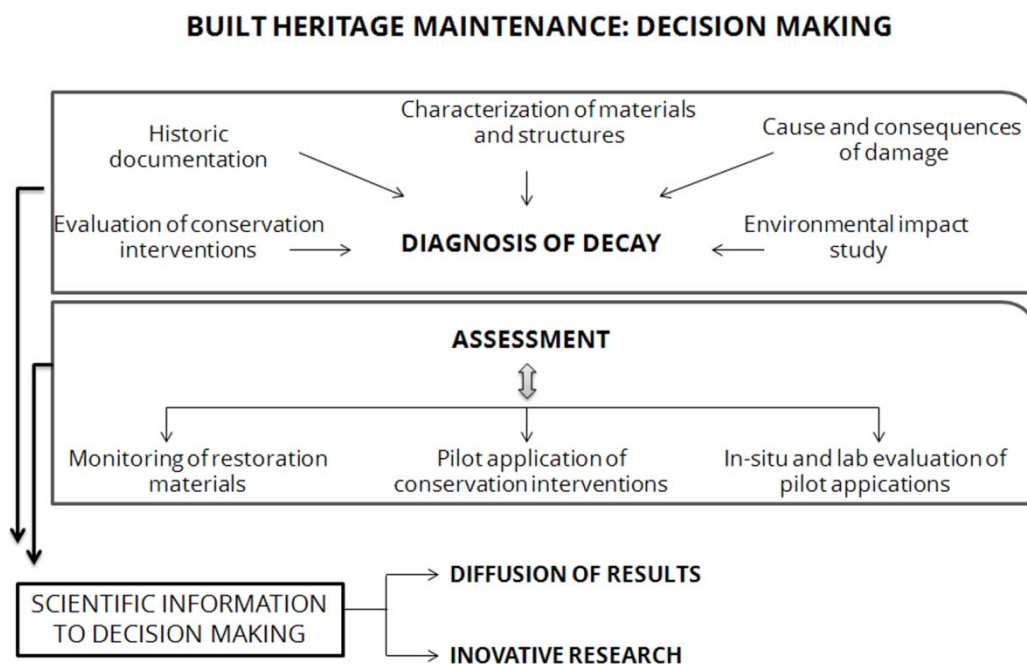 BUILT HERITAGE MAINTENANCE: DECISION MAKING
Historic
documentation
Characterization of materials
and structures
Cause and consequences
of damage
Evaluation of conservation
interventions
DIAGNOSIS OF DECAY
Environmental impact
study
ASSESSMENT
Monitoring of restoration
materials
Pilot application of
conservation interventions
In-situ and lab evaluation of
pilot appications
SCIENTIFIC INFORMATION
TO DECISION MAKING
DIFFUSION OF RESULTS
INOVATIVE RESEARCH